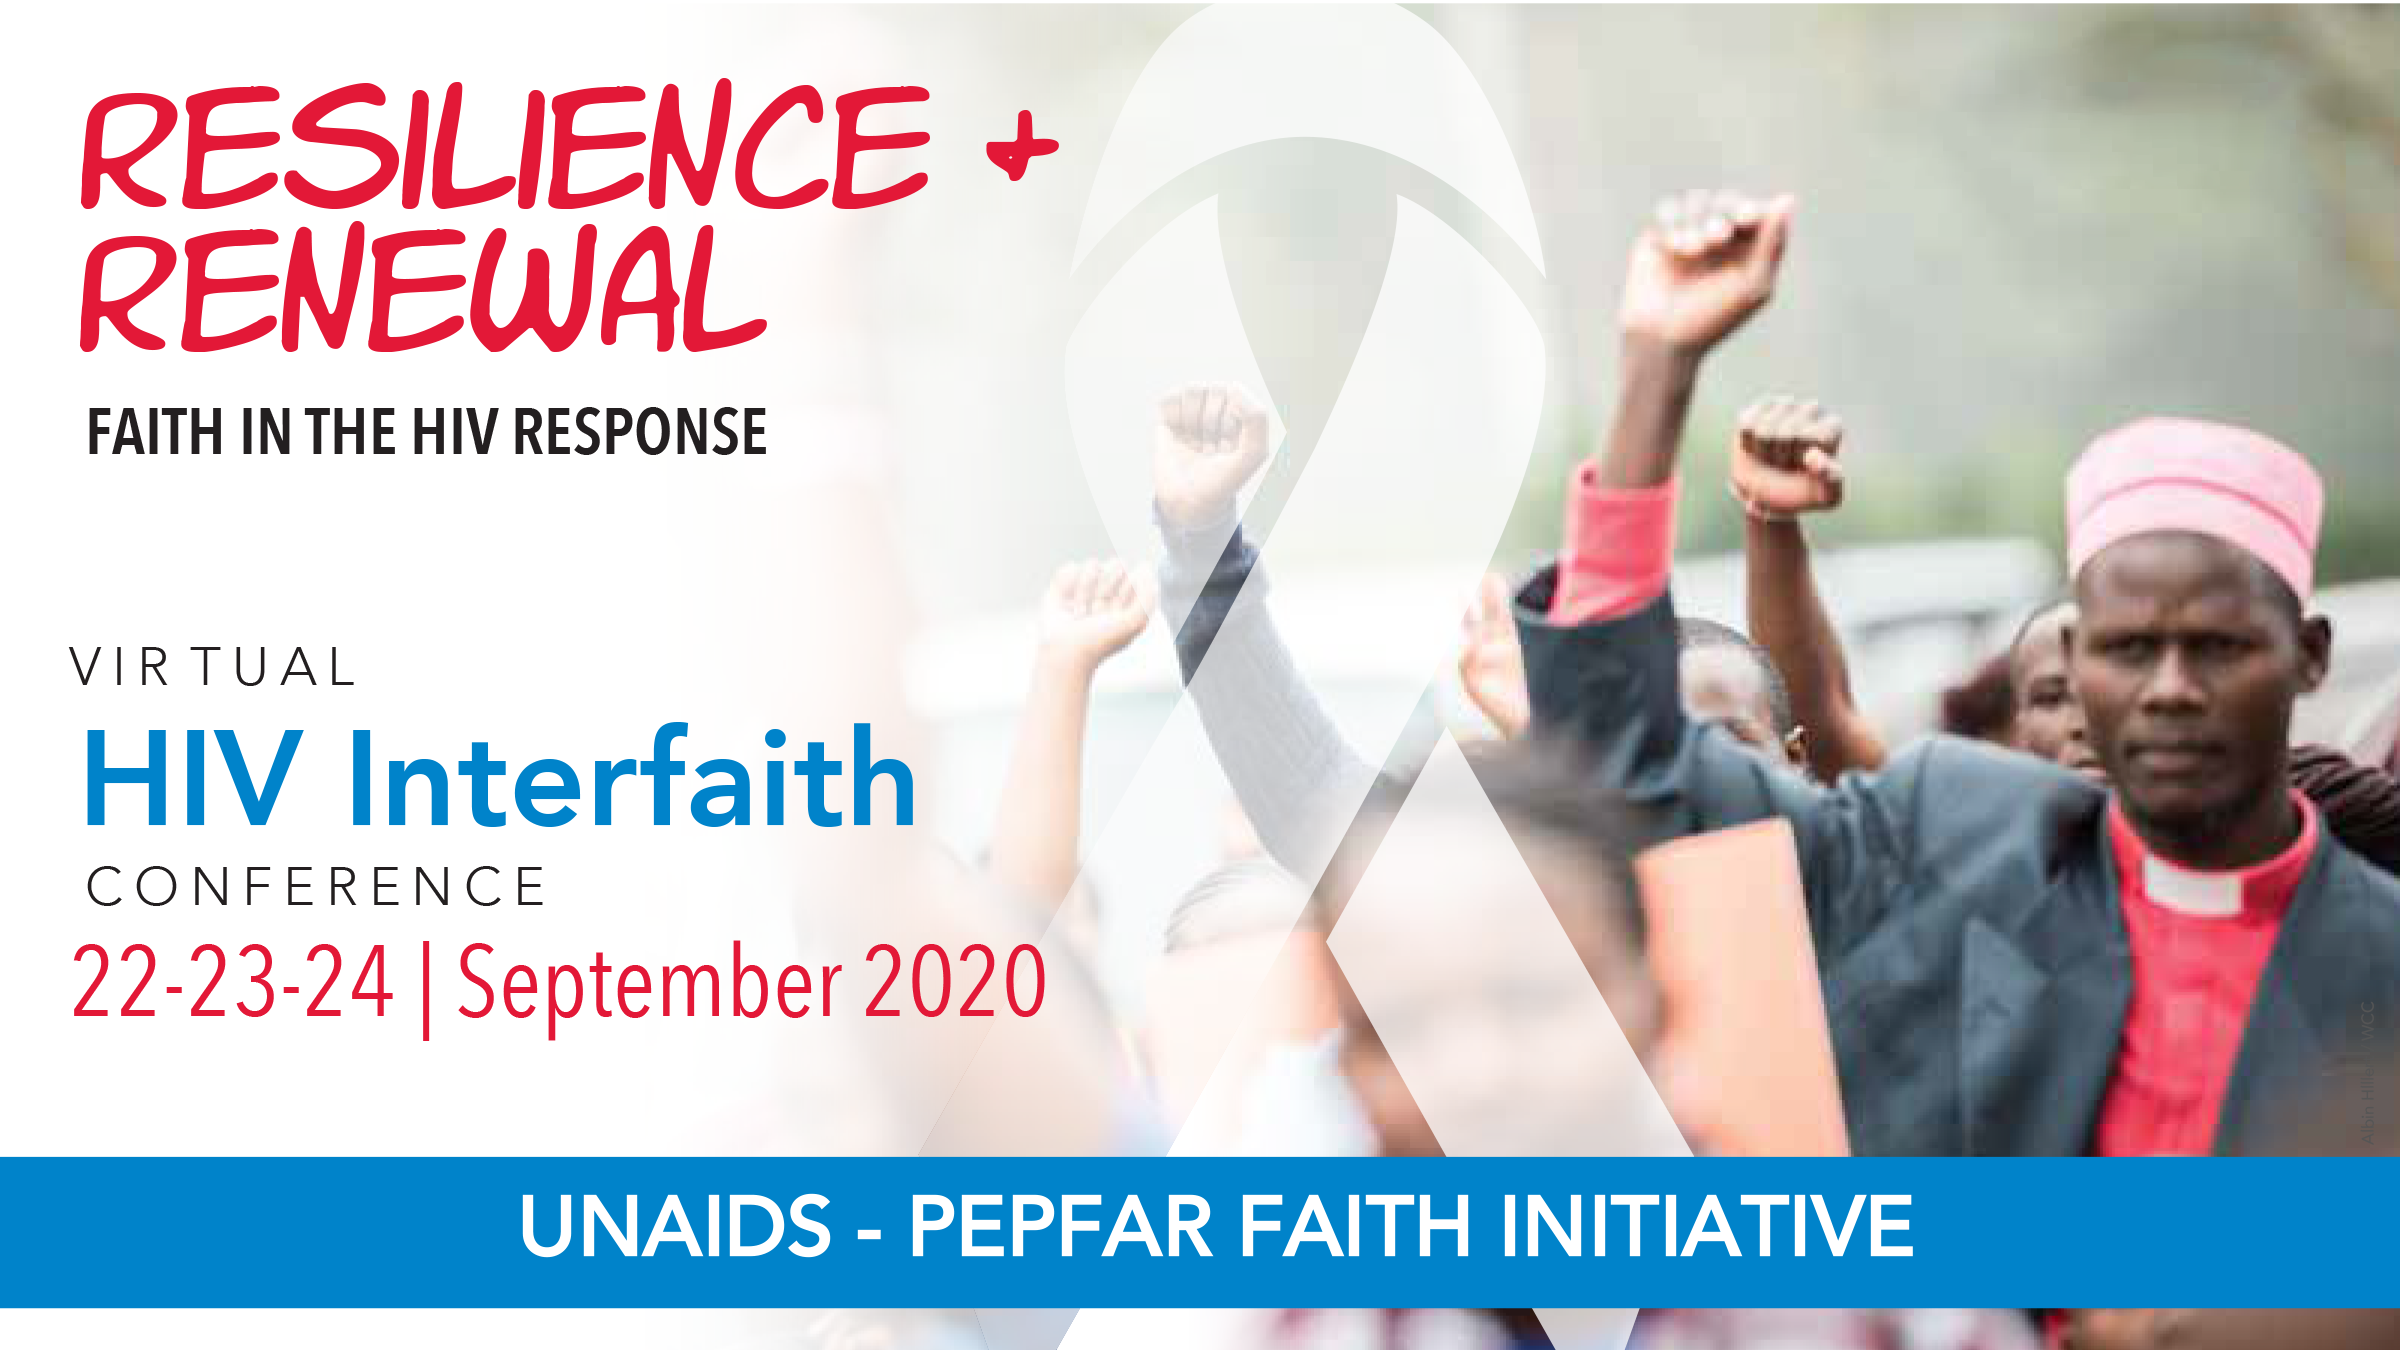 RESILIENCE +
RENEWAL
FAITH IN THE HIV RESPONSE
VIRTUAL
HIV Interfaith
CONFERENCE
22-23-24 | September 2020
UNAIDS - PEPFAR FAITH INITIATIVE